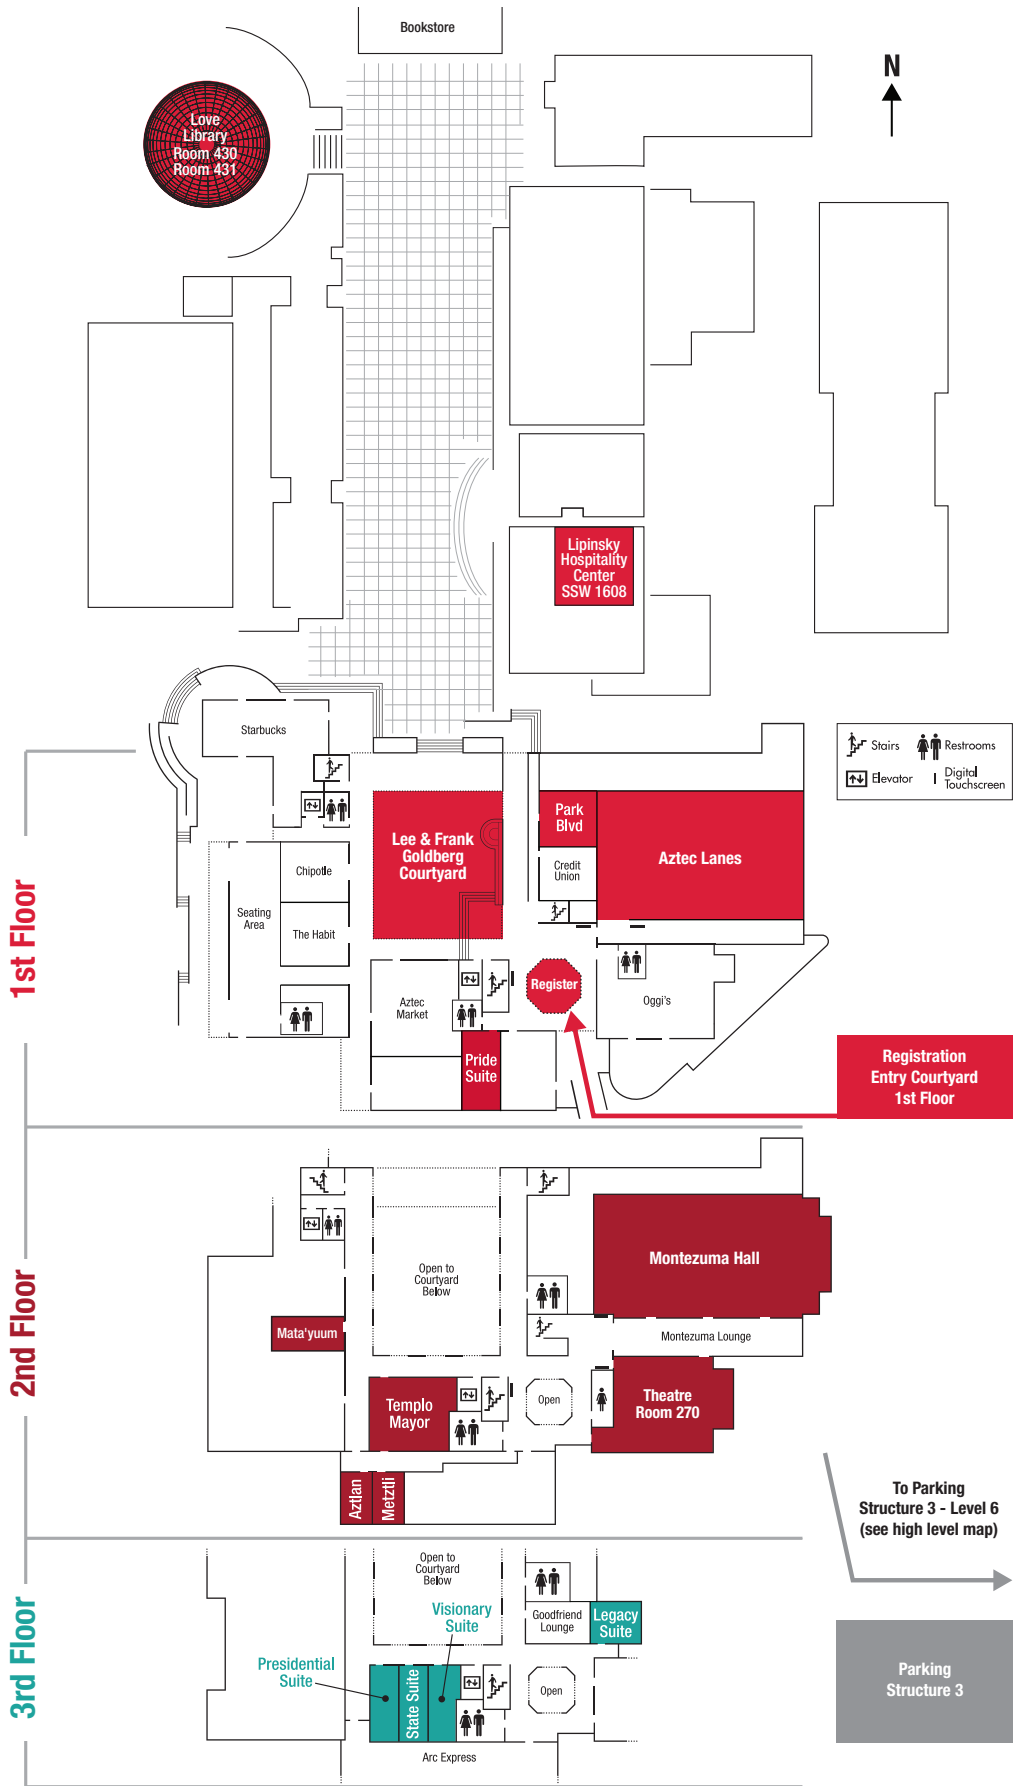 Bookstore
N
Love
Library
Room 430
Room 431
Lipinsky
Hospitality
Center
SSW 1608
Starbucks
Stairs
Restrooms
Elevator
Digital
Touchscreen
1st Floor
Lee & Frank
Goldberg
Courtyard
Park
Blvd
Aztec Lanes
Credit
Union
Chipotle
Seating
Area
The Habit
Aztec
Market
Register
Oggi's
Pride
Suite
Registration
Entry Courtyard
1st Floor
2nd Floor
Open to
Courtyard
Below
Montezuma Hall
Mata'yuum
Montezuma Lounge
Templo
Mayor
Open
Theatre
Room 270
Aztlan
Metztli
To Parking
Structure 3 - Level 6
(see high level map)
3rd Floor
Open to
Courtyard
Below
Visionary
Suite
Goodfriend
Lounge
Legacy
Suite
Presidential
Suite
State Suite
Open
Arc Express
Parking
Structure 3